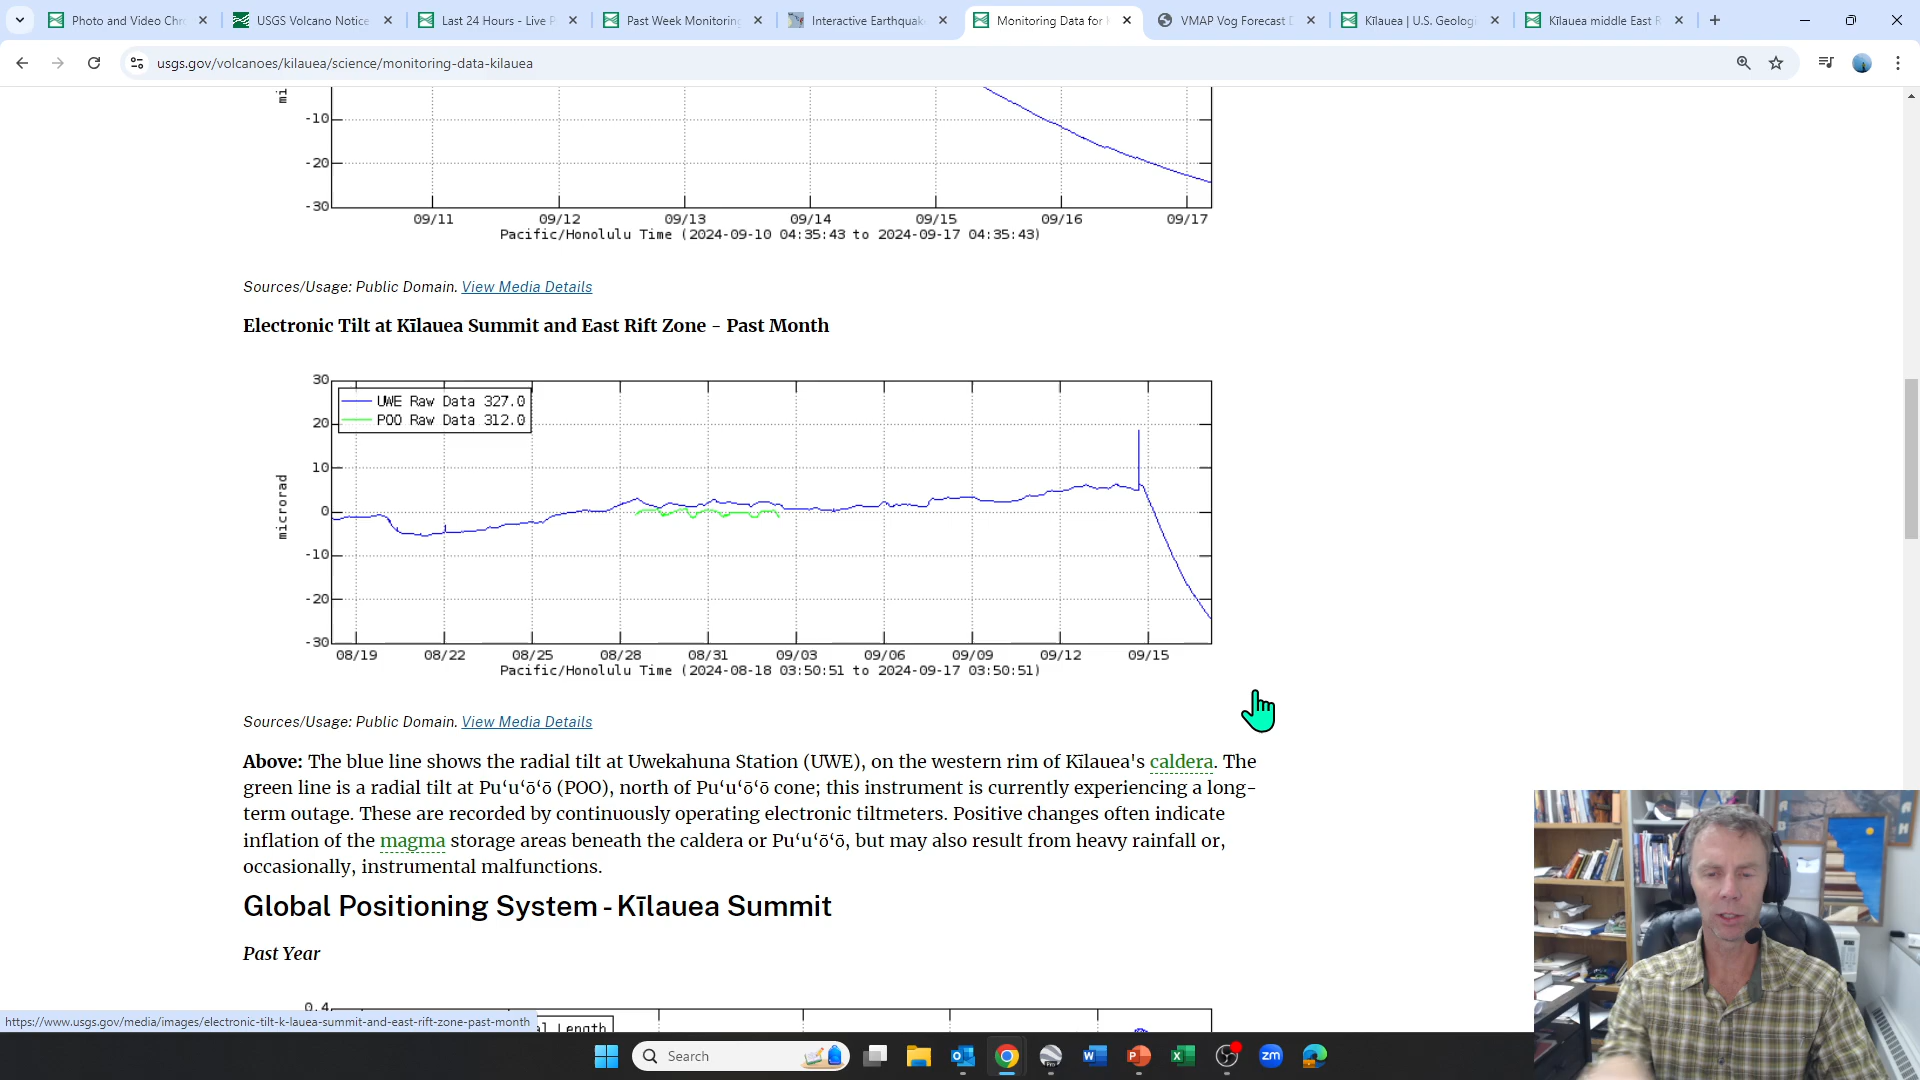 Photo and Video Chr
USGS Volcano Notice
Last 24 Hours - Live P
Past Week Monitoring
Interactive Earthquake
Monitoring Data for K
VMAP Vog Forecast D
Kīlauea | U.S. Geologi
Kīlauea middle East R
usgs.gov/volcanoes/kilauea/science/monitoring-data-kilauea
mi
-10
-20
-30
09/11 09/12 09/13 09/14 09/15 09/16 09/17
Pacific/Honolulu Time (2024-09-10 04:35:43 to 2024-09-17 04:35:43)
Sources/Usage: Public Domain. View Media Details
Electronic Tilt at Kīlauea Summit and East Rift Zone - Past Month
30
UWE Raw Data 327.0
POO Raw Data 312.0
20
10
0
-10
-20
-30
microrad
08/19 08/22 08/25 08/28 08/31 09/03 09/06 09/09 09/12 09/15
Pacific/Honolulu Time (2024-08-18 03:50:51 to 2024-09-17 03:50:51)
Sources/Usage: Public Domain. View Media Details
Above: The blue line shows the radial tilt at Uwekahuna Station (UWE), on the western rim of Kīlauea's caldera. The
green line is a radial tilt at Puʻuʻōʻō (POO), north of Puʻuʻōʻō cone; this instrument is currently experiencing a long-
term outage. These are recorded by continuously operating electronic tiltmeters. Positive changes often indicate
inflation of the magma storage areas beneath the caldera or Puʻuʻōʻō, but may also result from heavy rainfall or,
occasionally, instrumental malfunctions.
Global Positioning System - Kīlauea Summit
Past Year
0.4
al Length
https://www.usgs.gov/media/images/electronic-tilt-k-lauea-summit-and-east-rift-zone-past-month
Search
zm